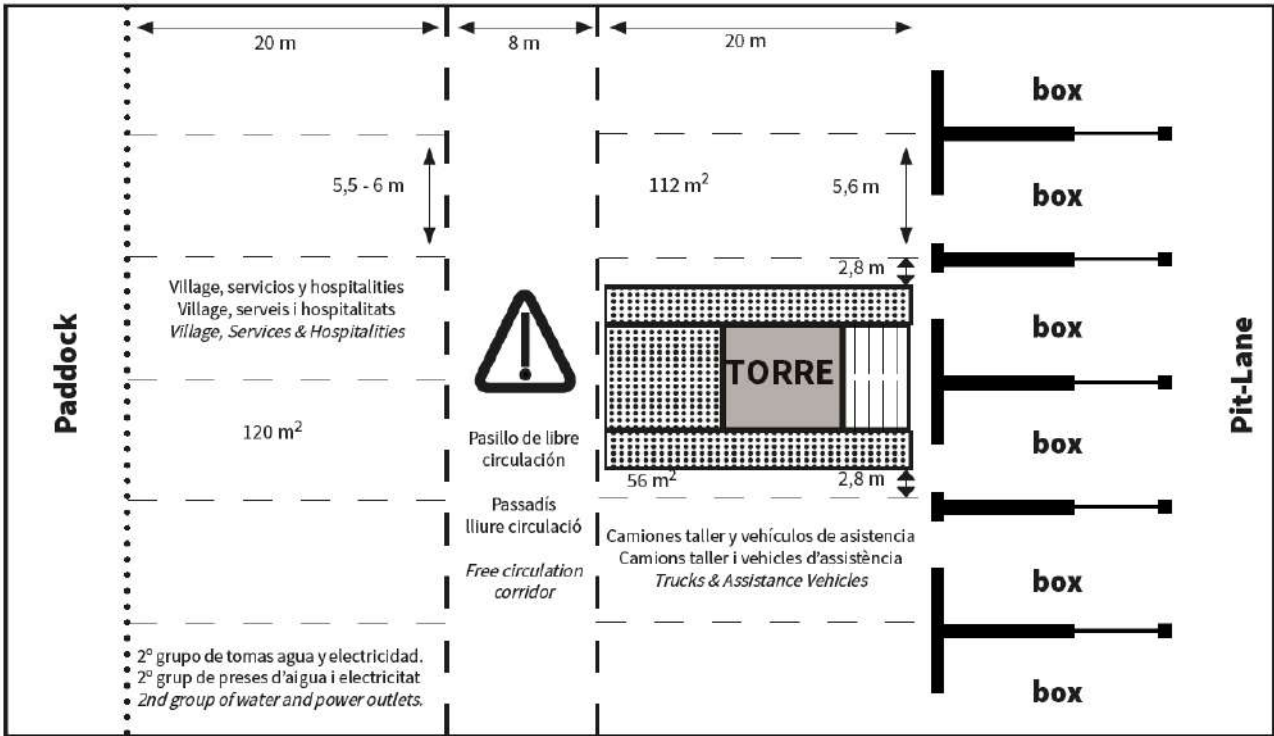 20 m
8 m
20 m
box
5,5 - 6 m
112 m²
5,6 m
box
2,8 m
Village, servicios y hospitalities
Village, serveis i hospitalitats
Village, Services & Hospitalities
box
Paddock
TORRE
Pit-Lane
120 m²
Pasillo de libre
circulación
box
56 m²
2,8 m
Passadís
lliure circulació
Camiones taller y vehículos de asistencia
Camions taller i vehicles d'assistència
Trucks & Assistance Vehicles
Free circulation
corridor
box
2º grupo de tomas agua y electricidad.
2º grup de preses d'aigua i electricitat
2nd group of water and power outlets.
box